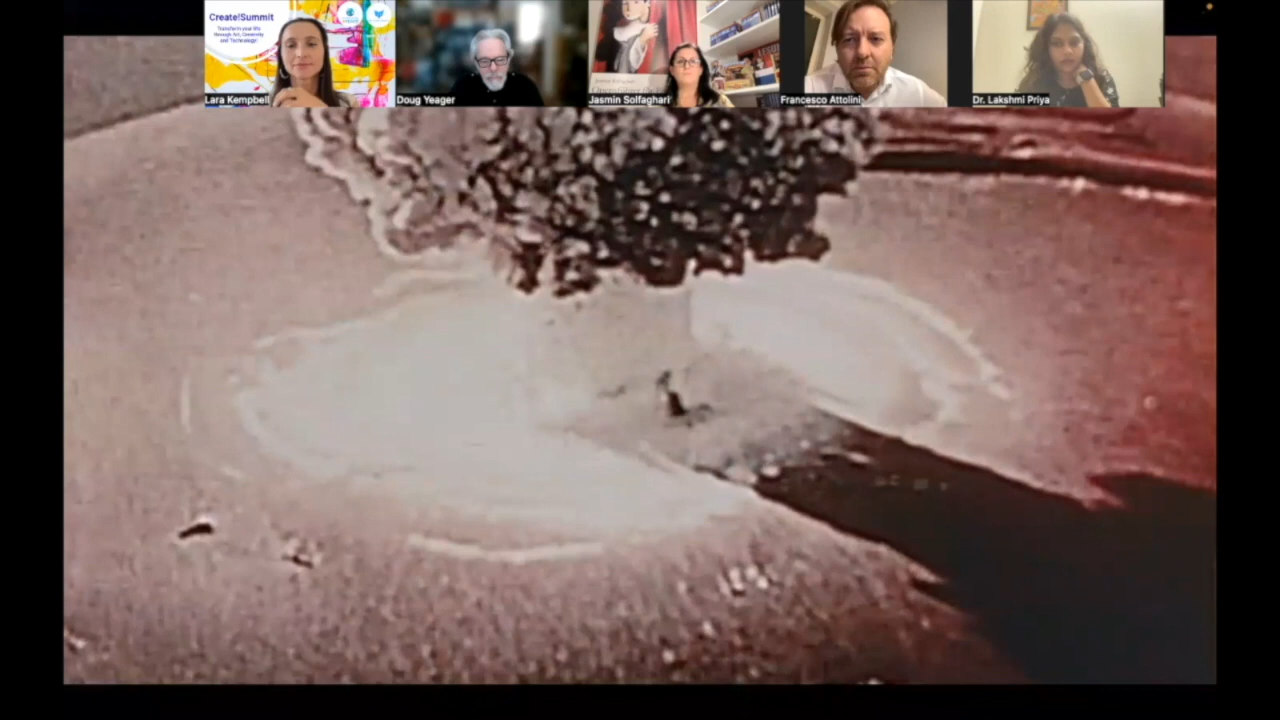 Create!Summit
Transform your life
through Art, Creativity
and Technology!
Lara Kempbell
Doug Yeager
Jasmin Solfaghari
Francesco Attolini
Dr. Lakshmi Priya